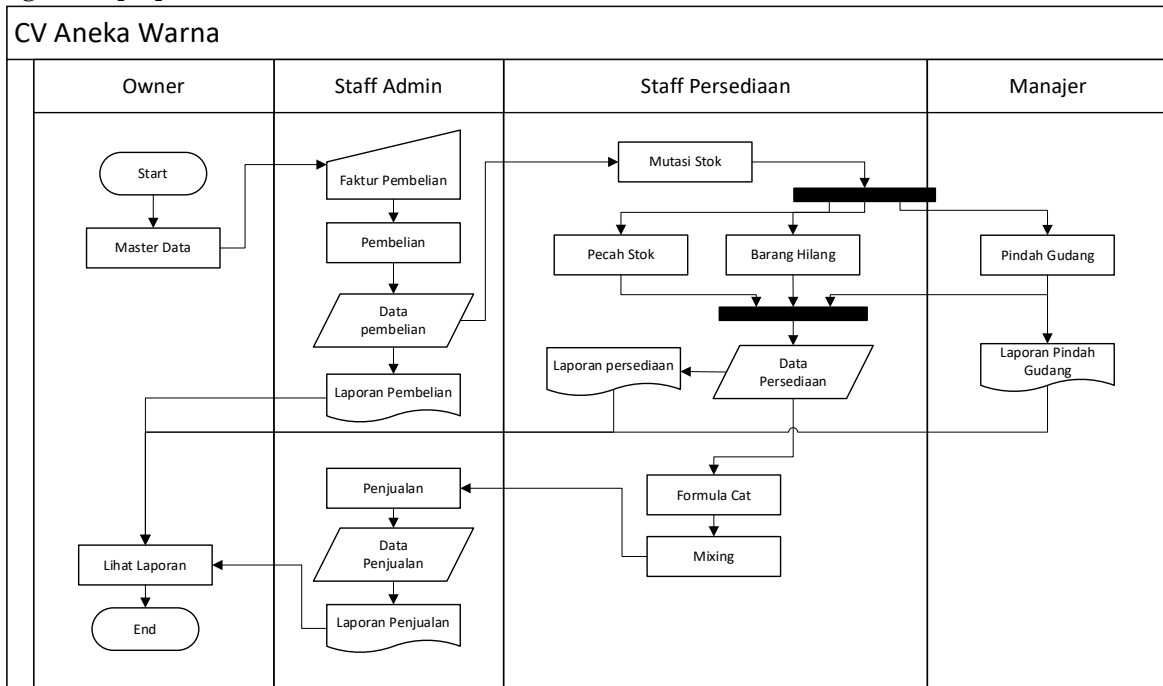 CV Aneka Warna
Owner
Staff Admin
Staff Persediaan
Manajer
Start
Master Data
Faktur Pembelian
Pembelian
Data
pembelian
Laporan Pembelian
Mutasi Stok
Pecah Stok
Barang Hilang
Pindah Gudang
Laporan persediaan
Data
Persediaan
Laporan Pindah
Gudang
Penjualan
Formula Cat
Data
Penjualan
Mixing
Lihat Laporan
Laporan Penjualan
End